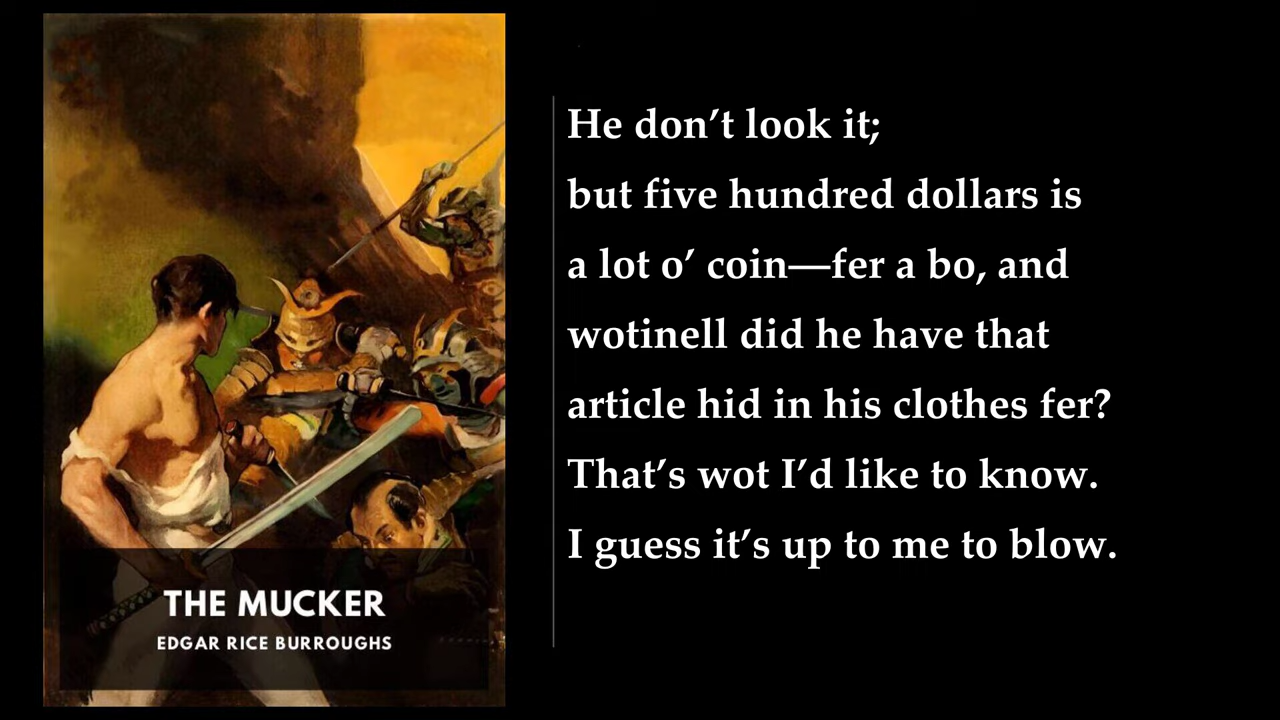 THE MUCKER
EDGAR RICE BURROUGHS
He don’t look it;
but five hundred dollars is
a lot o’ coin—fer a bo, and
wotinell did he have that
article hid in his clothes fer?
That’s wot I’d like to know.
I guess it’s up to me to blow.